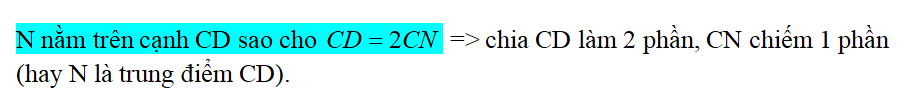 N nằm trên cạnh CD sao cho CD = 2CN => chia CD làm 2 phần, CN chiếm 1 phần
(hay N là trung điểm CD).